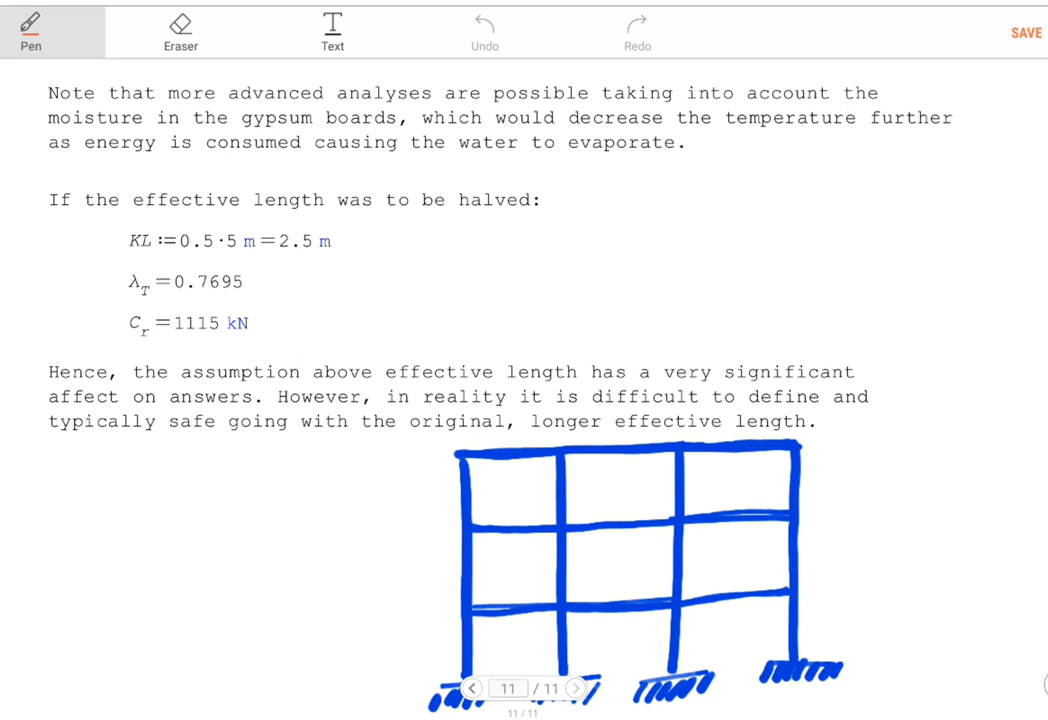 Pen
Eraser
Text
Undo
Redo
SAVE
Note that more advanced analyses are possible taking into account the
moisture in the gypsum boards, which would decrease the temperature further
as energy is consumed causing the water to evaporate.
If the effective length was to be halved:
KL:=0.5·5 m=2.5 m
λ_T=0.7695
C_r=1115 kN
Hence, the assumption above effective length has a very significant
affect on answers. However, in reality it is difficult to define and
typically safe going with the original, longer effective length.
11 / 11
11 / 11